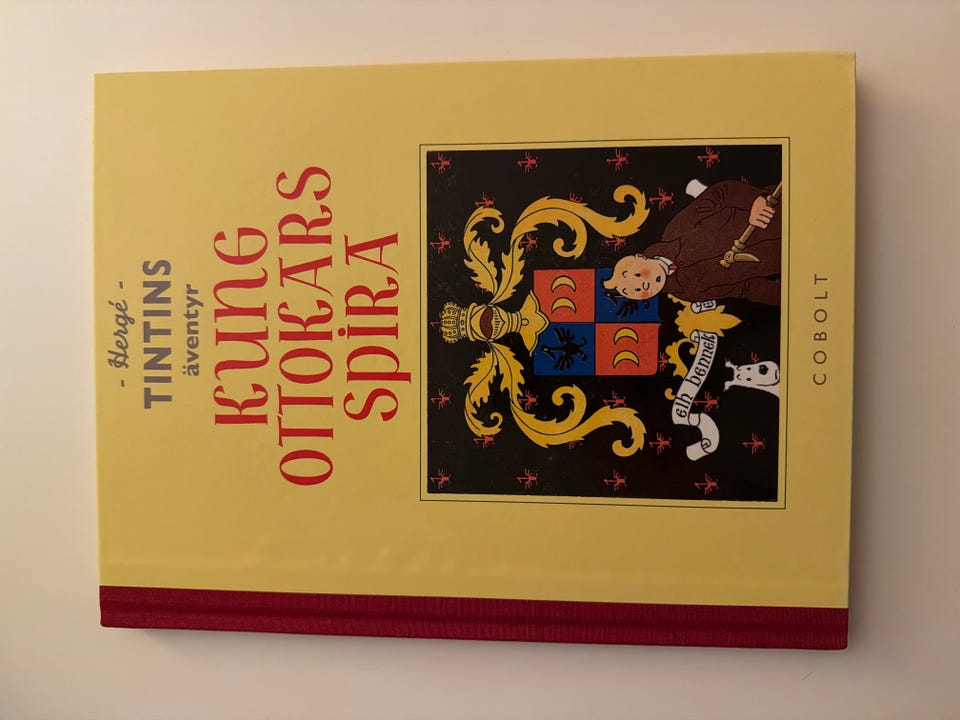 - Hergé -
TINTINS
äventyr
KUNG
OTTOKARS
SPIRA
eih bennek
COBOLT